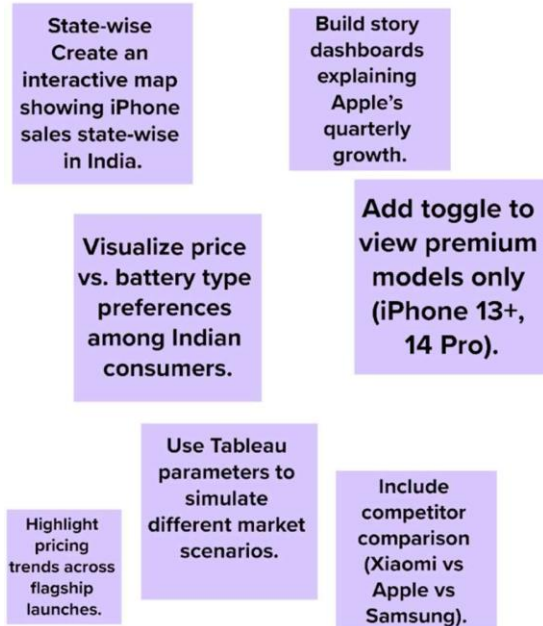 State-wise
Create an
interactive map
showing iPhone
sales state-wise
in India.
Build story
dashboards
explaining
Apple's
quarterly
growth.
Visualize price
vs. battery type
preferences
among Indian
consumers.
Add toggle to
view premium
models only
(iPhone 13+,
14 Pro).
Use Tableau
parameters to
simulate
different market
scenarios.
Highlight
pricing
trends across
flagship
launches.
Include
competitor
comparison
(Xiaomi vs
Apple vs
Samsung).